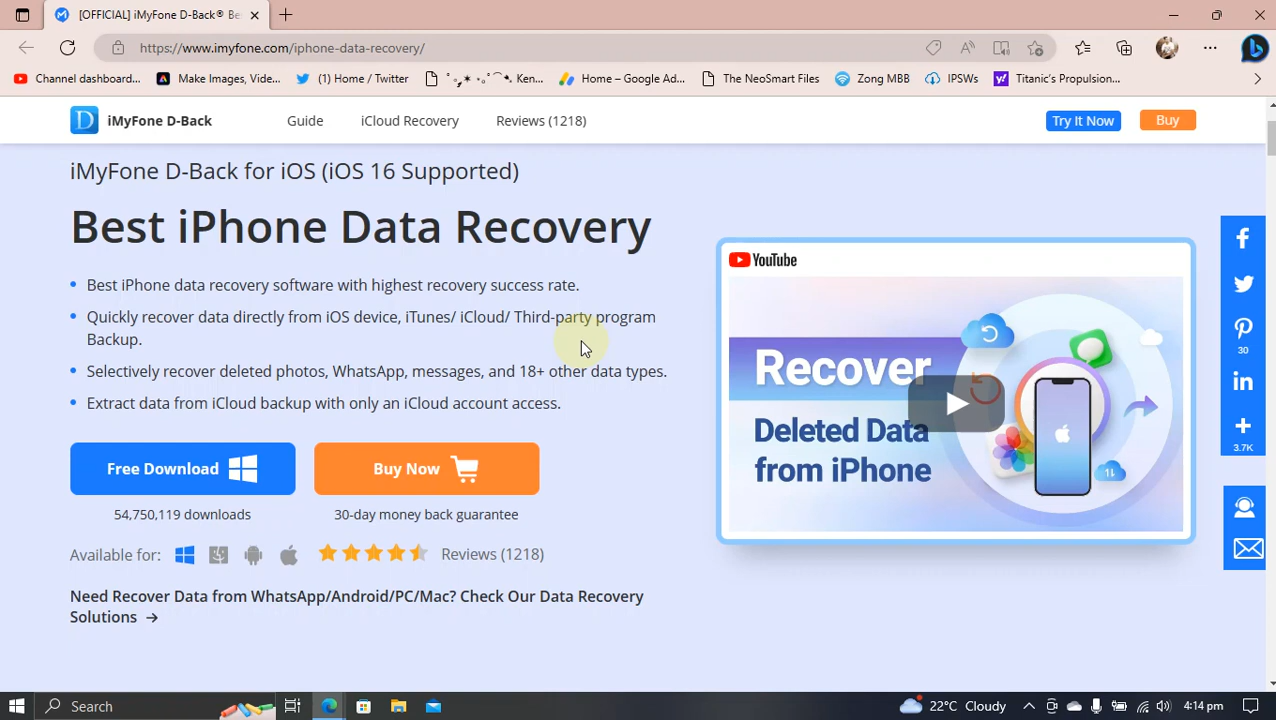 [OFFICIAL] iMyFone D-Back® Be
https://www.imyfone.com/iphone-data-recovery/
Channel dashboard...
Make Images, Vide...
(1) Home / Twitter
Ken...
Home – Google Ad...
The NeoSmart Files
Zong MBB
IPSWs
Titanic's Propulsion...
iMyFone D-Back
Guide
iCloud Recovery
Reviews (1218)
Try It Now
Buy
iMyFone D-Back for iOS (iOS 16 Supported)
Best iPhone Data Recovery
Best iPhone data recovery software with highest recovery success rate.
Quickly recover data directly from iOS device, iTunes/ iCloud/ Third-party program
Backup.
Selectively recover deleted photos, WhatsApp, messages, and 18+ other data types.
Extract data from iCloud backup with only an iCloud account access.
Free Download
Buy Now
54,750,119 downloads
30-day money back guarantee
Available for:
Reviews (1218)
Need Recover Data from WhatsApp/Android/PC/Mac? Check Our Data Recovery
Solutions →
YouTube
Recover
Deleted Data
from iPhone
30
3.7K
Search
22°C Cloudy
4:14 pm